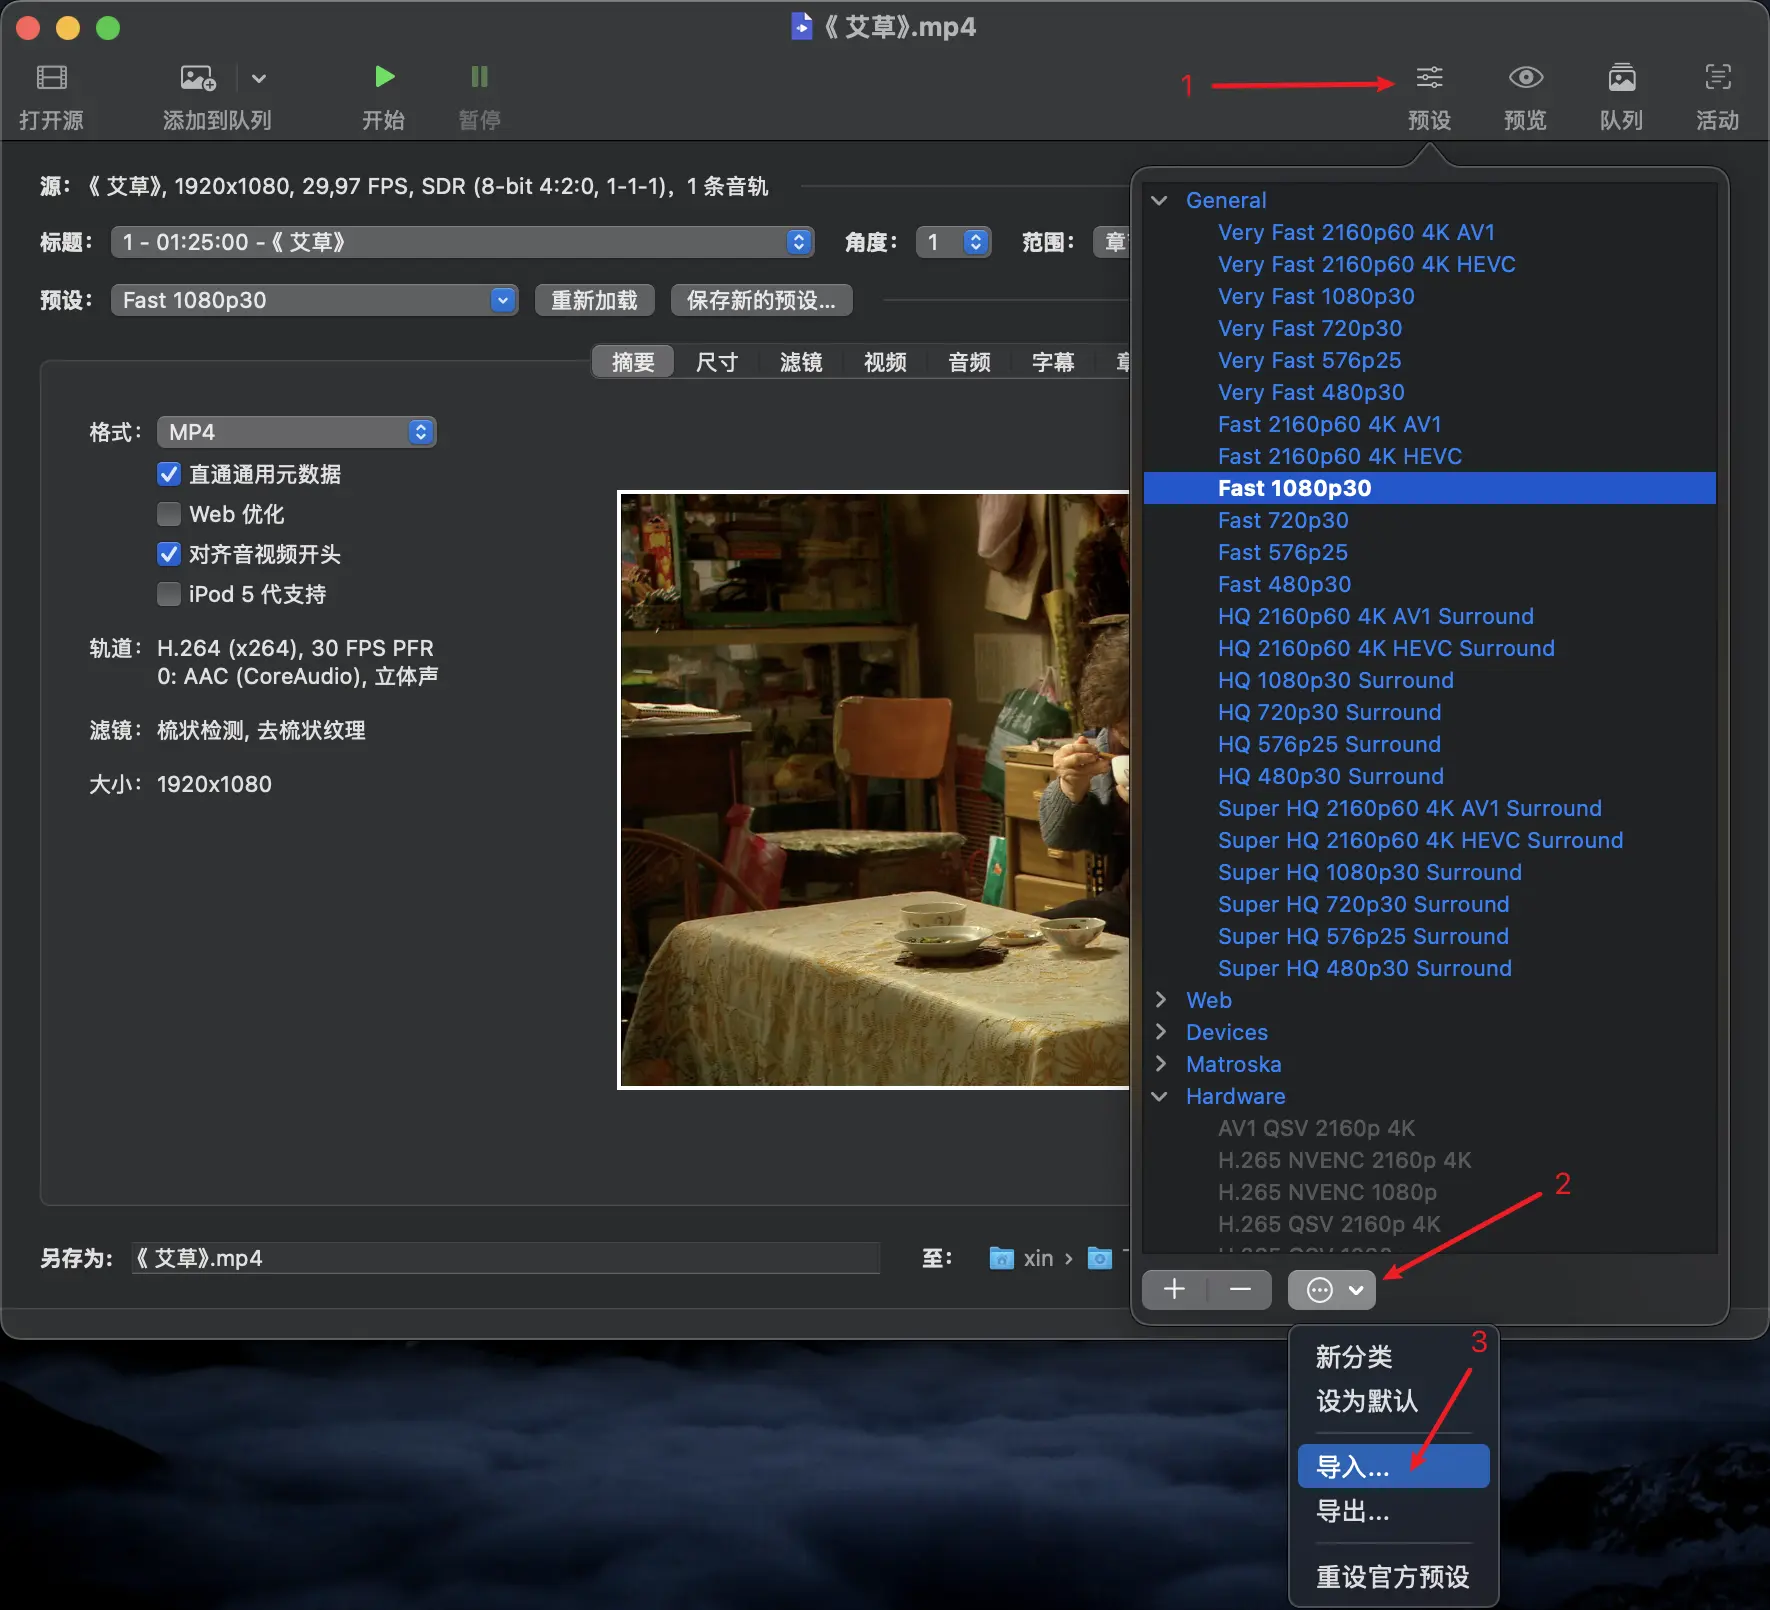 《 艾草》.mp4
打开源
添加到队列
开始
暂停
1
预设
预览
队列
活动
源： 《 艾草》, 1920x1080, 29,97 FPS, SDR (8-bit 4:2:0, 1-1-1)， 1 条音轨
标题： 1 - 01:25:00 -《 艾草》 角度： 1 范围： 章
预设： Fast 1080p30 重新加载 保存新的预设...
摘要 尺寸 滤镜 视频 音频 字幕 章
格式： MP4
直通通用元数据
Web 优化
对齐音视频开头
iPod 5 代支持
轨道： H.264 (x264), 30 FPS PFR
0: AAC (CoreAudio), 立体声
滤镜： 梳状检测, 去梳状纹理
大小： 1920x1080
另存为: 《 艾草》.mp4 至： xin ›
General
Very Fast 2160p60 4K AV1
Very Fast 2160p60 4K HEVC
Very Fast 1080p30
Very Fast 720p30
Very Fast 576p25
Very Fast 480p30
Fast 2160p60 4K AV1
Fast 2160p60 4K HEVC
Fast 1080p30
Fast 720p30
Fast 576p25
Fast 480p30
HQ 2160p60 4K AV1 Surround
HQ 2160p60 4K HEVC Surround
HQ 1080p30 Surround
HQ 720p30 Surround
HQ 576p25 Surround
HQ 480p30 Surround
Super HQ 2160p60 4K AV1 Surround
Super HQ 2160p60 4K HEVC Surround
Super HQ 1080p30 Surround
Super HQ 720p30 Surround
Super HQ 576p25 Surround
Super HQ 480p30 Surround
Web
Devices
Matroska
Hardware
AV1 QSV 2160p 4K
H.265 NVENC 2160p 4K
H.265 NVENC 1080p
H.265 QSV 2160p 4K
2
3
新分类
设为默认
导入...
导出...
重设官方预设